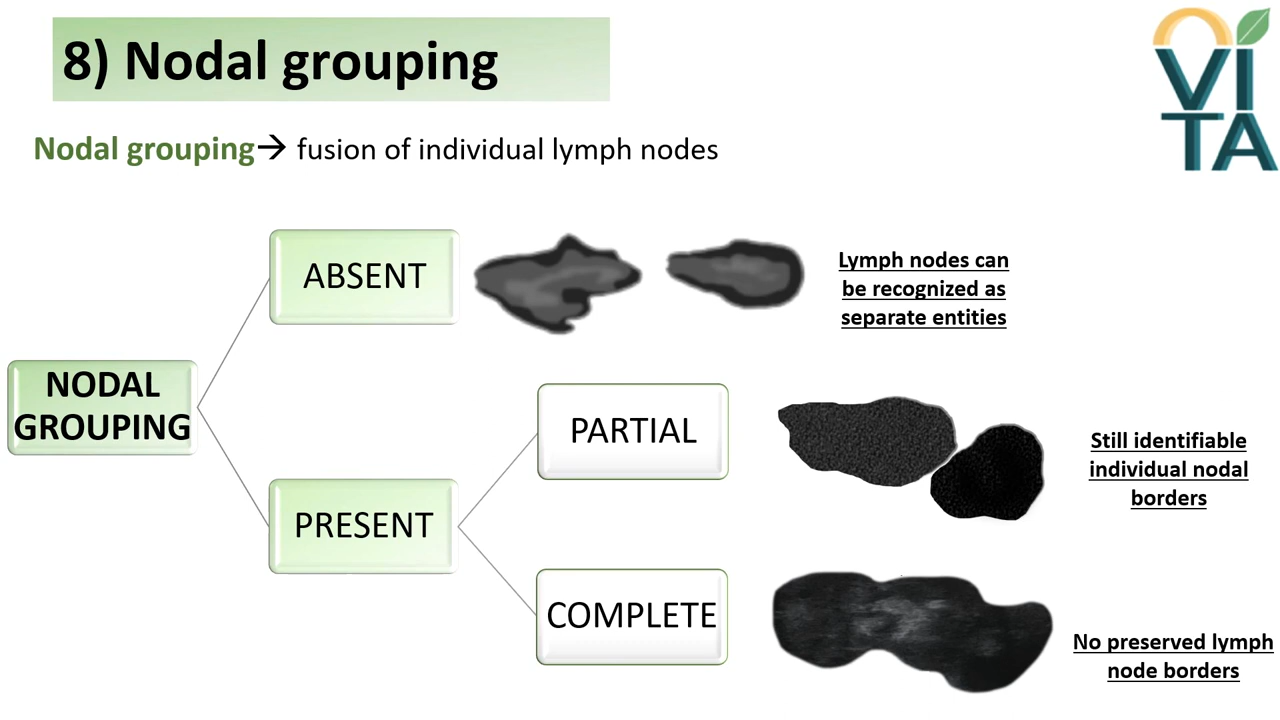 8) Nodal grouping
VI
TA
Nodal grouping→ fusion of individual lymph nodes
ABSENT
Lymph nodes can
be recognized as
separate entities
NODAL
GROUPING
PARTIAL
Still identifiable
individual nodal
borders
PRESENT
COMPLETE
No preserved lymph
node borders